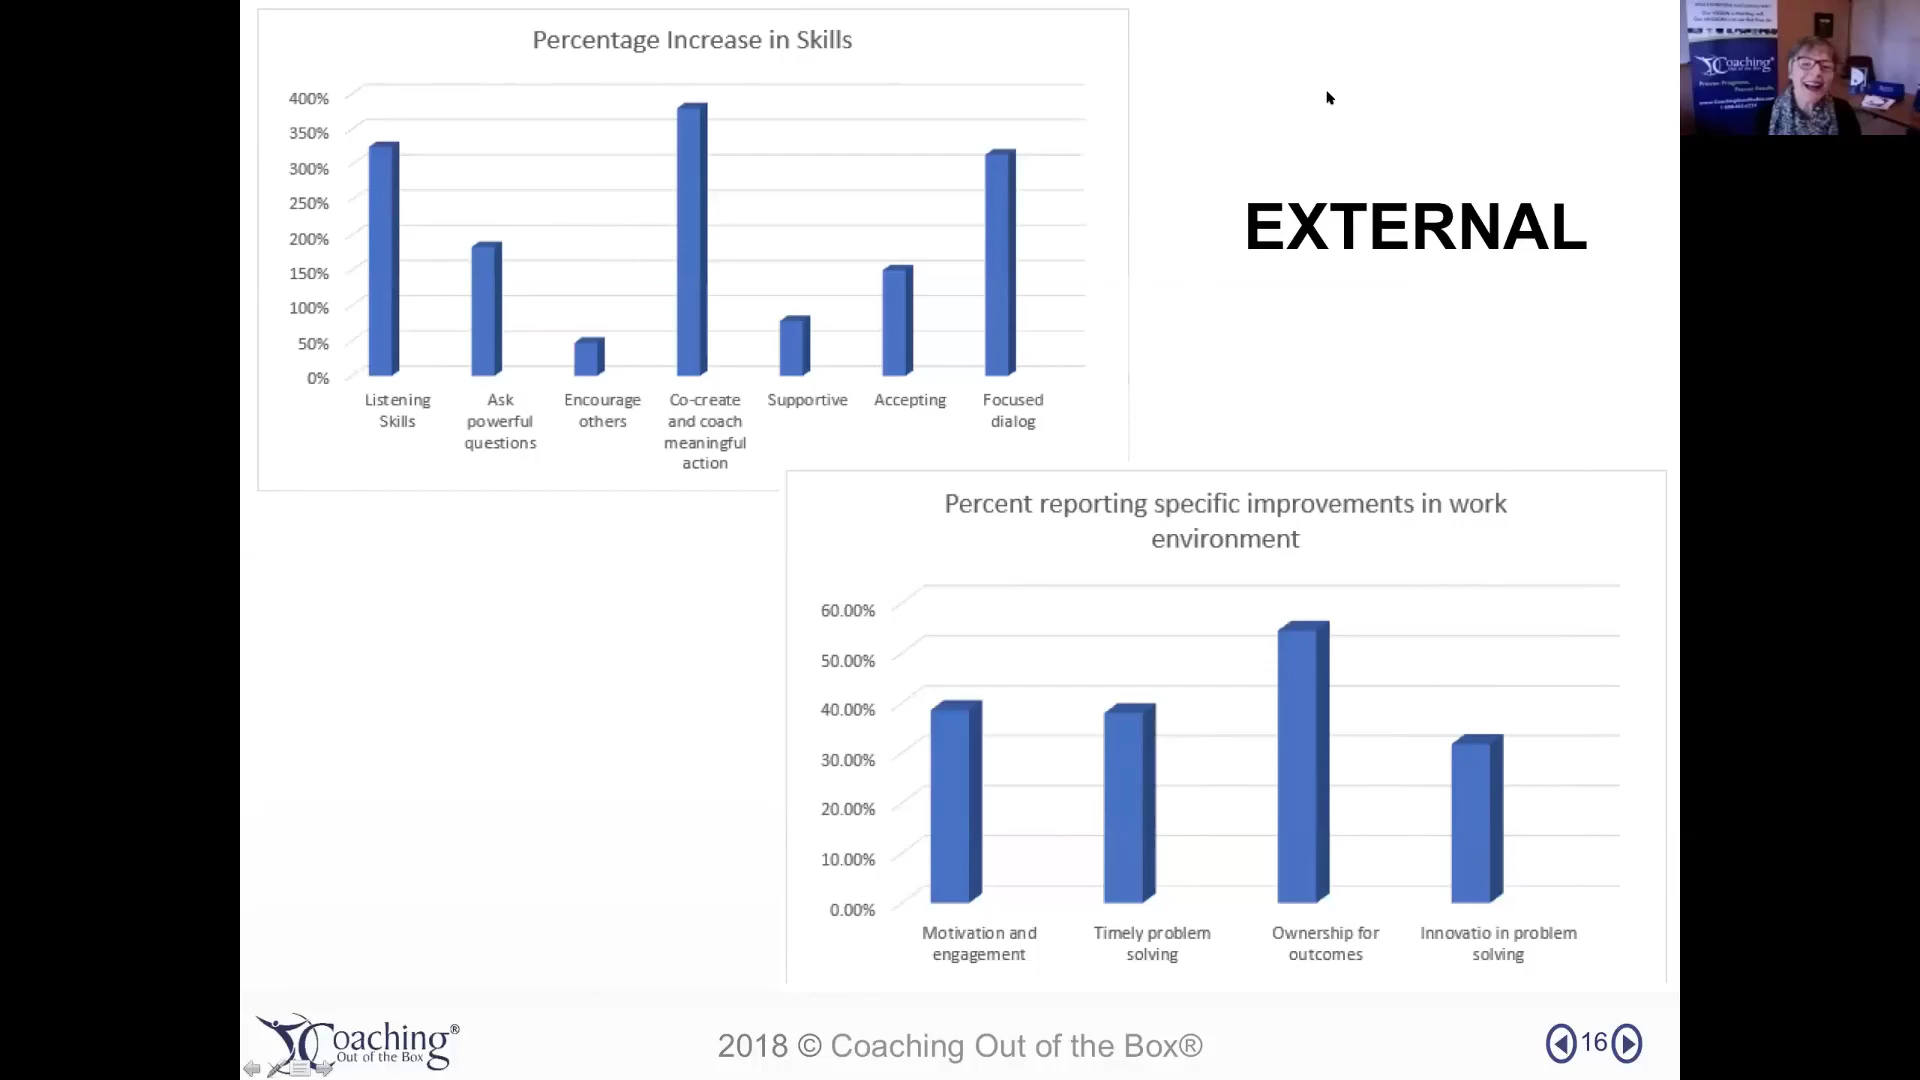 Percentage Increase in Skills
400%
350%
300%
250%
200%
150%
100%
50%
0%
Listening
Skills
Ask
powerful
questions
Encourage
others
Co-create
and coach
meaningful
action
Supportive
Accepting
Focused
dialog
EXTERNAL
Percent reporting specific improvements in work
environment
60.00%
50.00%
40.00%
30.00%
20.00%
10.00%
0.00%
Motivation and
engagement
Timely problem
solving
Ownership for
outcomes
Innovatio in problem
solving
Coaching®
Out of the Box
2018 © Coaching Out of the Box®
16
Coaching